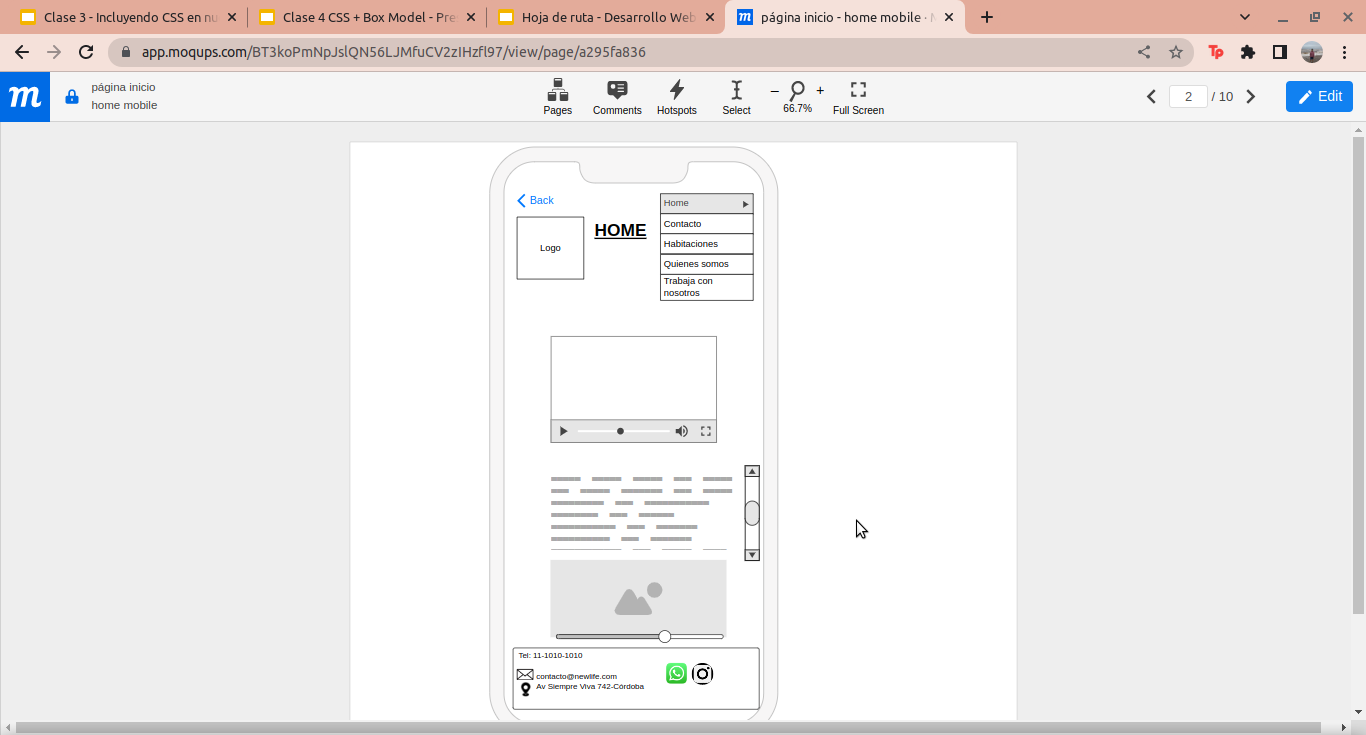 Clase 3 - Incluyendo CSS en nu
Clase 4 CSS + Box Model - Pre
Hoja de ruta - Desarrollo Web
página inicio - home mobile ·
app.moqups.com/BT3koPmNpJslQN56LJMfuCV2zIHzfl97/view/page/a295fa836
Tp
m
página inicio
home mobile
Pages
Comments
Hotspots
Select
– 66.7% +
Full Screen
2 / 10
Edit
Back
Logo
HOME
Home
Contacto
Habitaciones
Quienes somos
Trabaja con
nosotros
Tel: 11-1010-1010
contacto@newlife.com
Av Siempre Viva 742-Córdoba